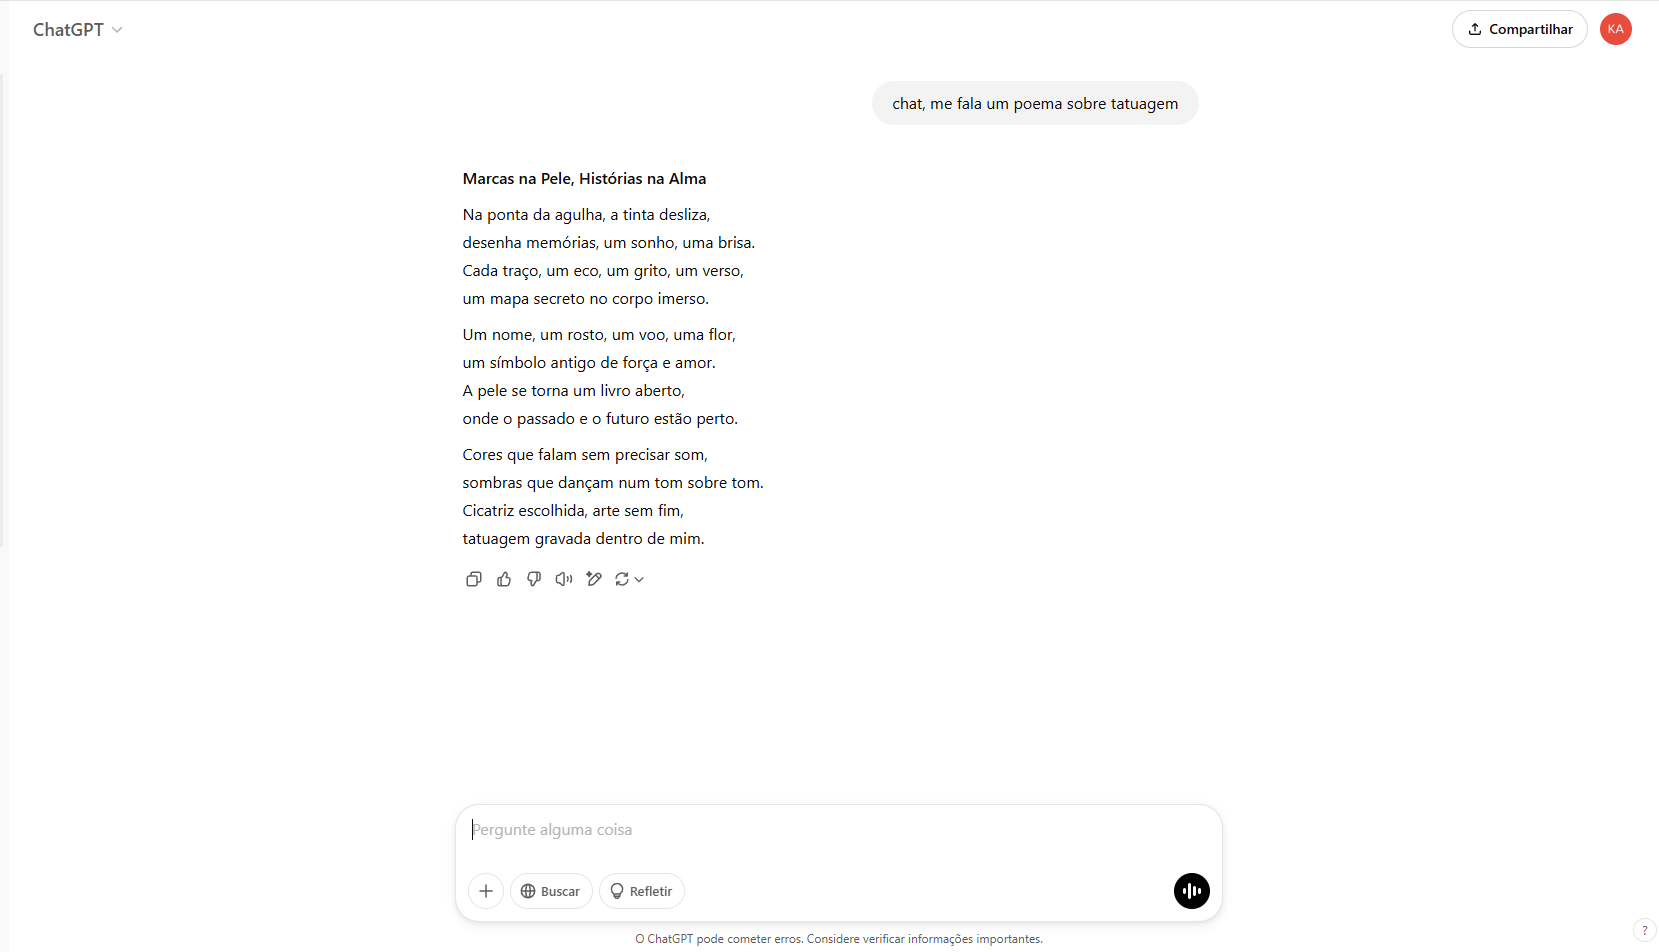 ChatGPT
Compartilhar
KA
chat, me fala um poema sobre tatuagem
Marcas na Pele, Histórias na Alma
Na ponta da agulha, a tinta desliza,
desenha memórias, um sonho, uma brisa.
Cada traço, um eco, um grito, um verso,
um mapa secreto no corpo imerso.
Um nome, um rosto, um voo, uma flor,
um símbolo antigo de força e amor.
A pele se torna um livro aberto,
onde o passado e o futuro estão perto.
Cores que falam sem precisar som,
sombras que dançam num tom sobre tom.
Cicatriz escolhida, arte sem fim,
tatuagem gravada dentro de mim.
Pergunte alguma coisa
Buscar
Refletir
O ChatGPT pode cometer erros. Considere verificar informações importantes.
?